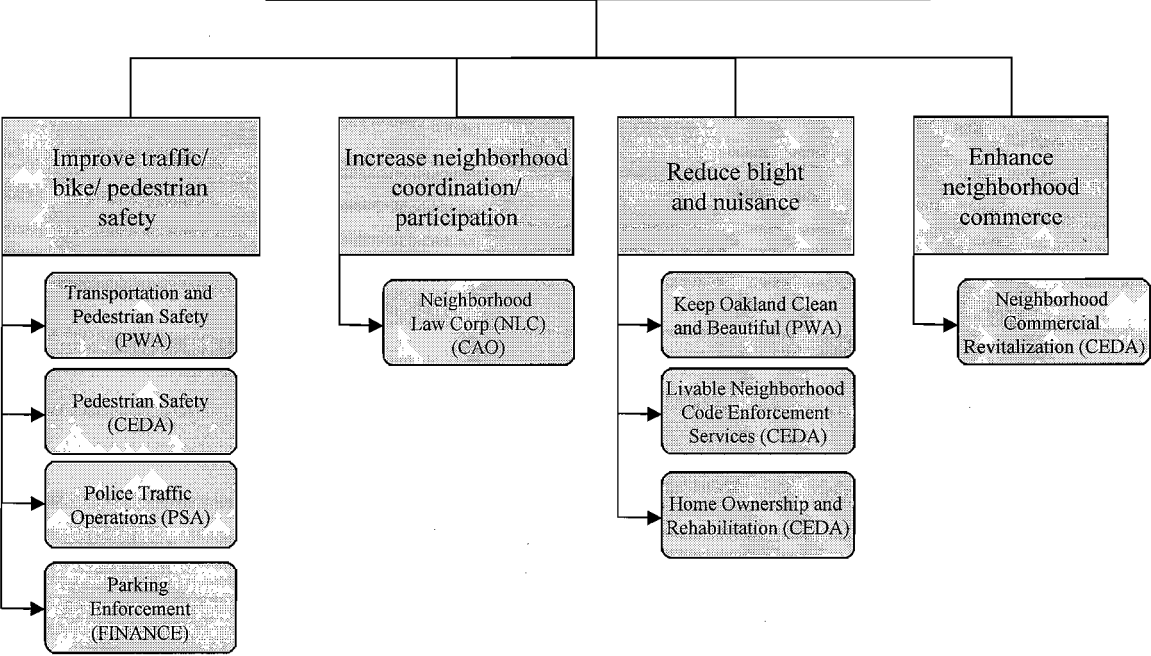 Improve traffic/
bike/ pedestrian
safety
Transportation and
Pedestrian Safety
(PWA)
Pedestrian Safety
(CEDA)
Police Traffic
Operations (PSA)
Parking
Enforcement
(FINANCE)
Increase neighborhood
coordination/
participation
Neighborhood
Law Corp (NLC)
(CAO)
Reduce blight
and nuisance
Keep Oakland Clean
and Beautiful (PWA)
Livable Neighborhood
Code Enforcement
Services (CEDA)
Home Ownership and
Rehabilitation (CEDA)
Enhance
neighborhood
commerce
Neighborhood
Commercial
Revitalization (CEDA)